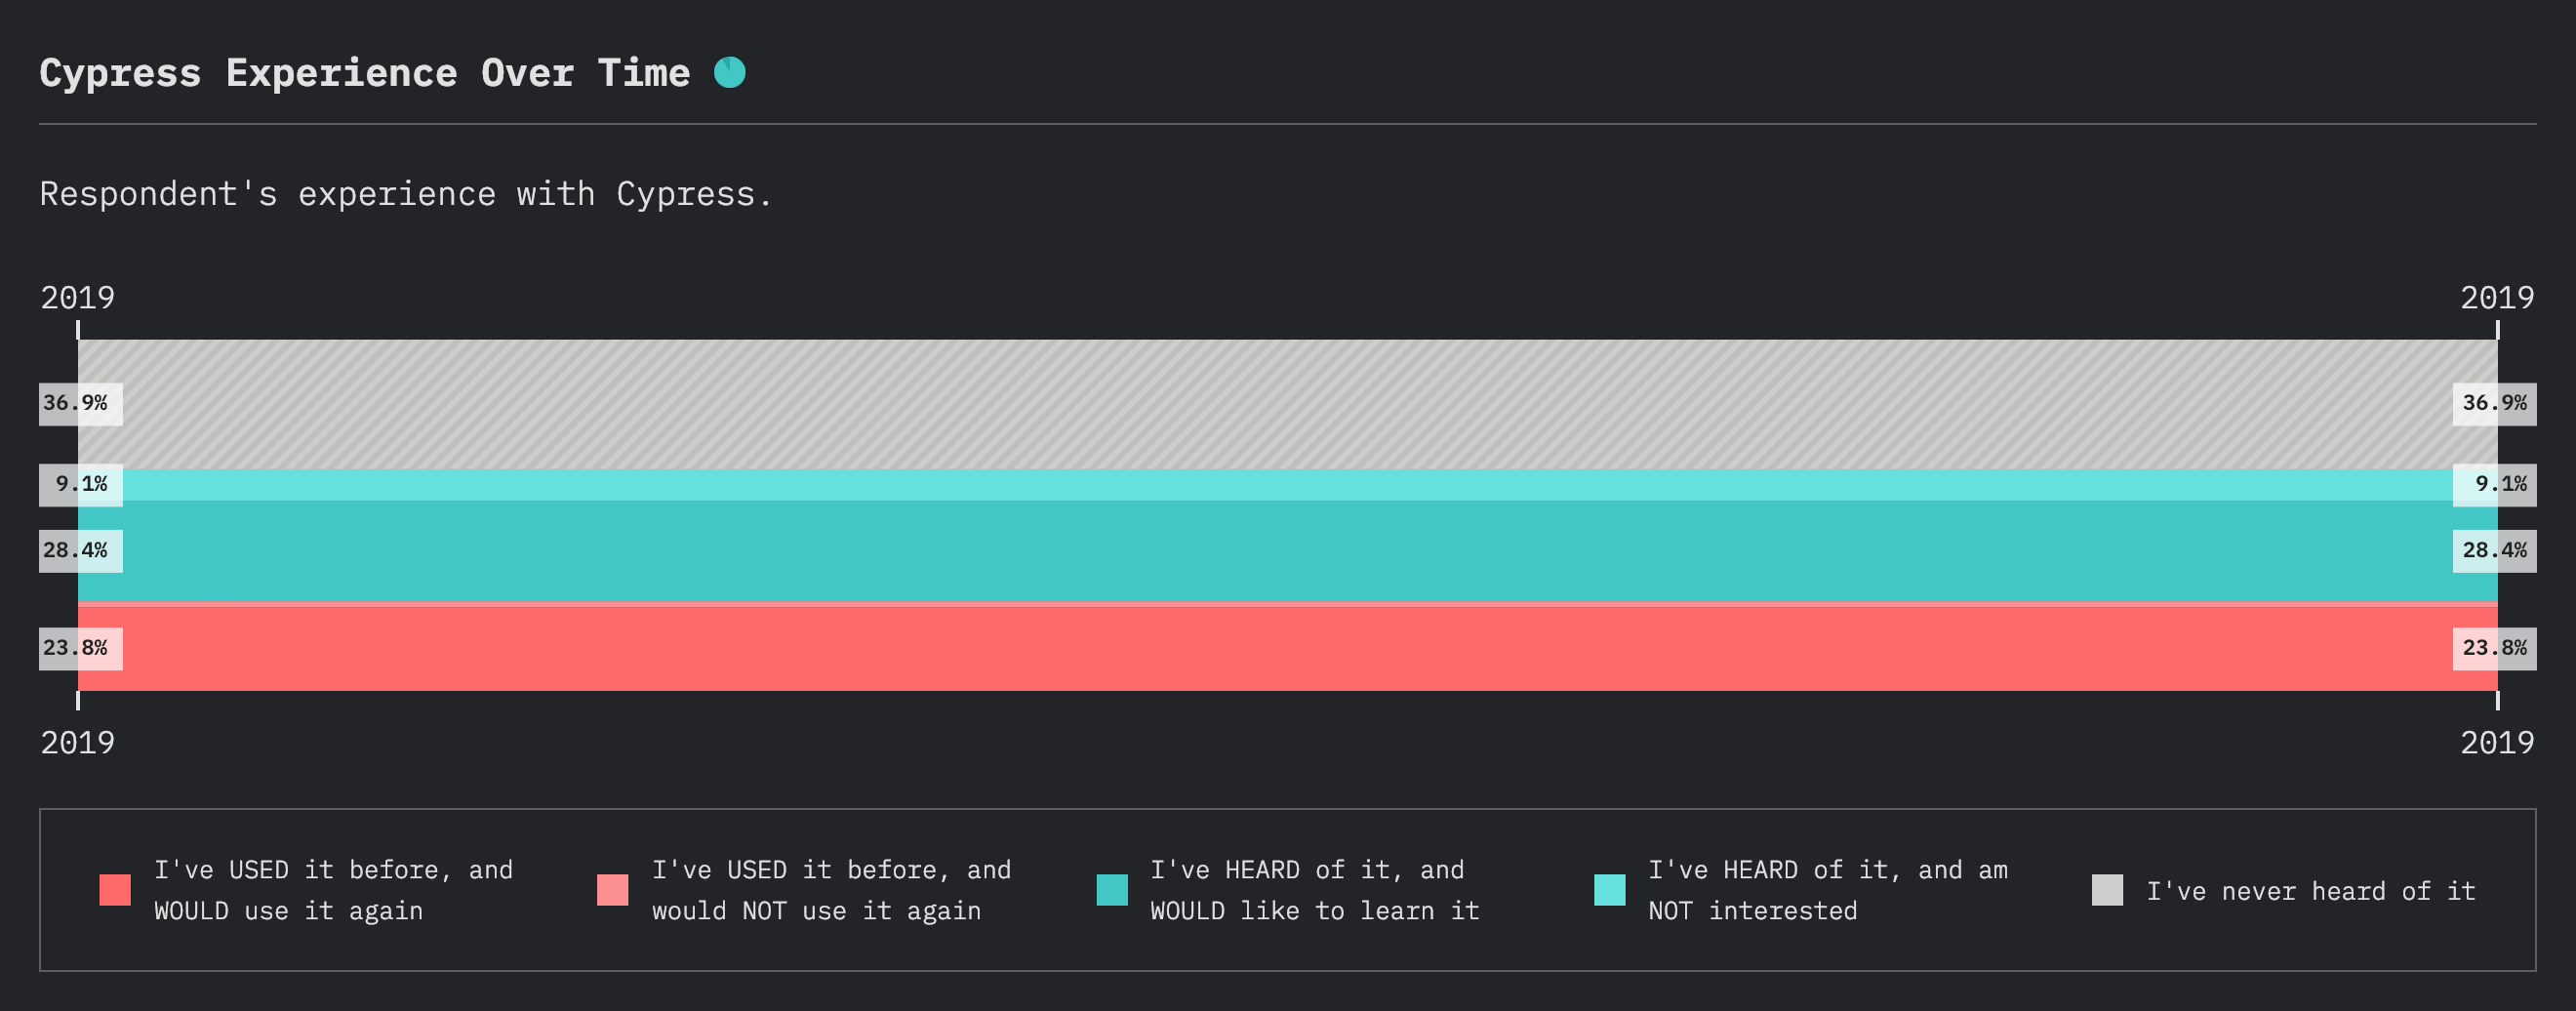 Cypress Experience Over Time
Respondent's experience with Cypress.
2019 2019
36.9% 36.9%
9.1% 9.1%
28.4% 28.4%
23.8% 23.8%
2019 2019
I've USED it before, and
WOULD use it again
I've USED it before, and
would NOT use it again
I've HEARD of it, and
WOULD like to learn it
I've HEARD of it, and am
NOT interested
I've never heard of it